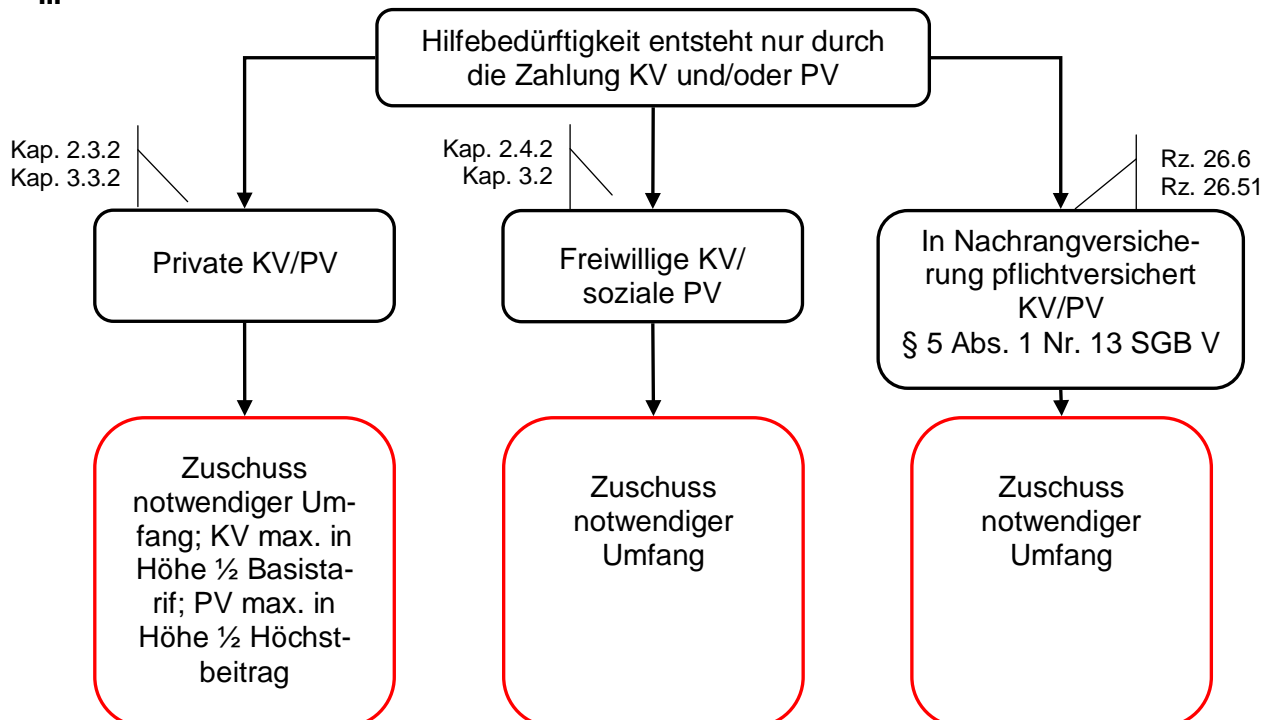 III
Hilfebedürftigkeit entsteht nur durch
die Zahlung KV und/oder PV
Kap. 2.3.2
Kap. 3.3.2
Kap. 2.4.2
Kap. 3.2
Rz. 26.6
Rz. 26.51
Private KV/PV
Freiwillige KV/
soziale PV
In Nachrangversiche-
rung pflichtversichert
KV/PV
§ 5 Abs. 1 Nr. 13 SGB V
Zuschuss
notwendiger Um-
fang; KV max. in
Höhe ½ Basista-
rif; PV max. in
Höhe ½ Höchst-
beitrag
Zuschuss
notwendiger
Umfang
Zuschuss
notwendiger
Umfang